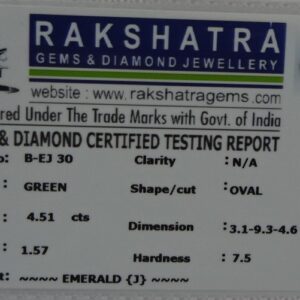 RAKSHATRA
GEMS & DIAMOND JEWELLERY
website : www.rakshatragems.com
red Under The Trade Marks with Govt. of India
& DIAMOND CERTIFIED TESTING REPORT
o: B-EJ 30 Clarity : N/A
: GREEN Shape/cut : OVAL
: 4.51 cts Dimension :3.1-9.3-4.6
: 1.57 Hardness : 7.5
t: ~~~~ EMERALD {J} ~~~~